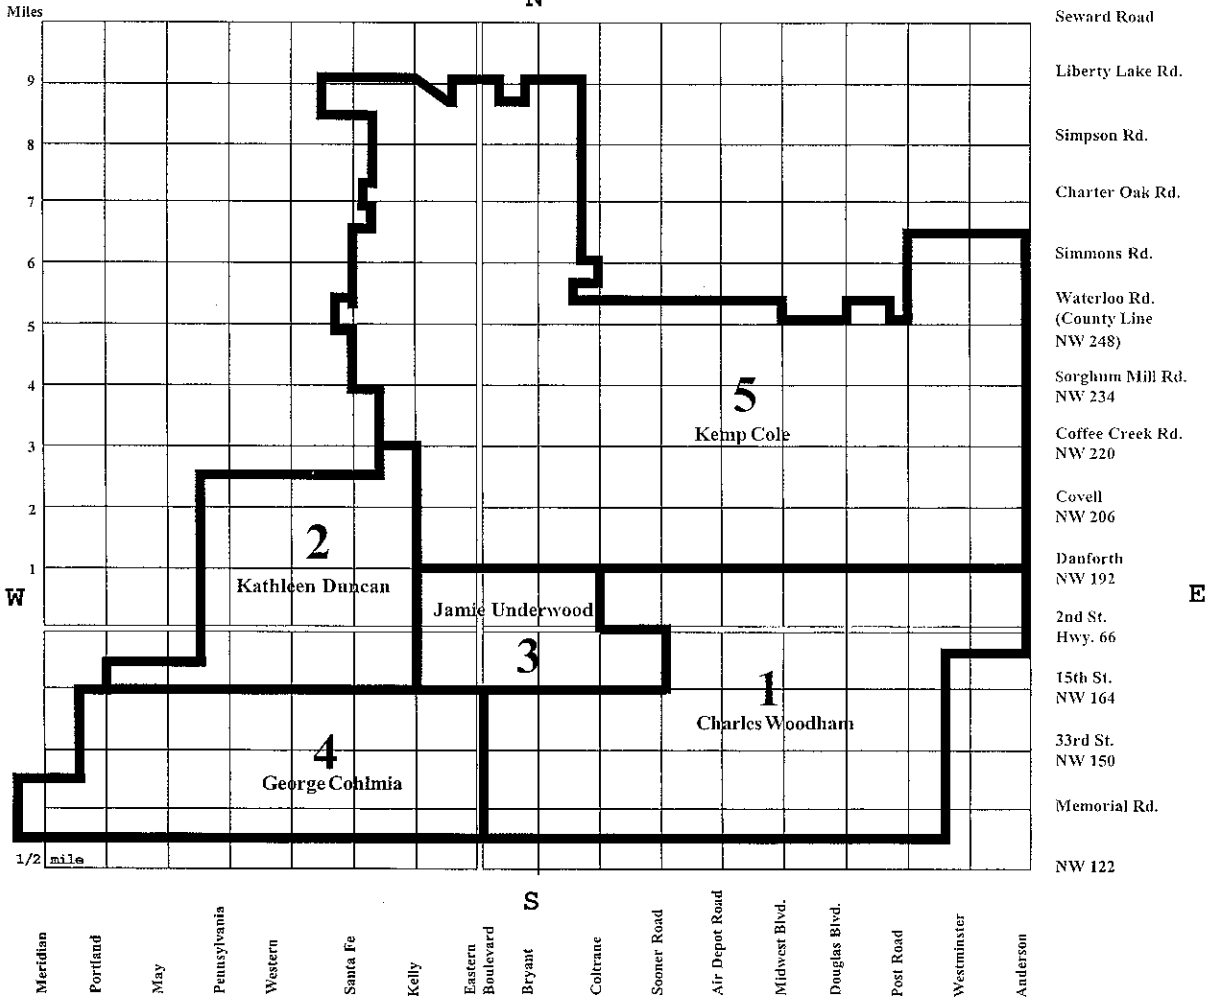 N
Miles
Seward Road
9
Liberty Lake Rd.
8
Simpson Rd.
7
Charter Oak Rd.
6
Simmons Rd.
5
Waterloo Rd.
(County Line
NW 248)
4
Sorghum Mill Rd.
NW 234
5
Kemp Cole
3
Coffee Creek Rd.
NW 220
2
Covell
NW 206
2
Kathleen Duncan
1
Danforth
NW 192
W
E
Jamie Underwood
3
2nd St.
Hwy. 66
1
Charles Woodham
15th St.
NW 164
4
George Cohlmia
33rd St.
NW 150
Memorial Rd.
1/2 mile
NW 122
S
Meridian
Portland
May
Pennsylvania
Western
Santa Fe
Kelly
Eastern
Boulevard
Bryant
Coltrane
Sooner Road
Air Depot Road
Midwest Blvd.
Douglas Blvd.
Post Road
Westminster
Anderson